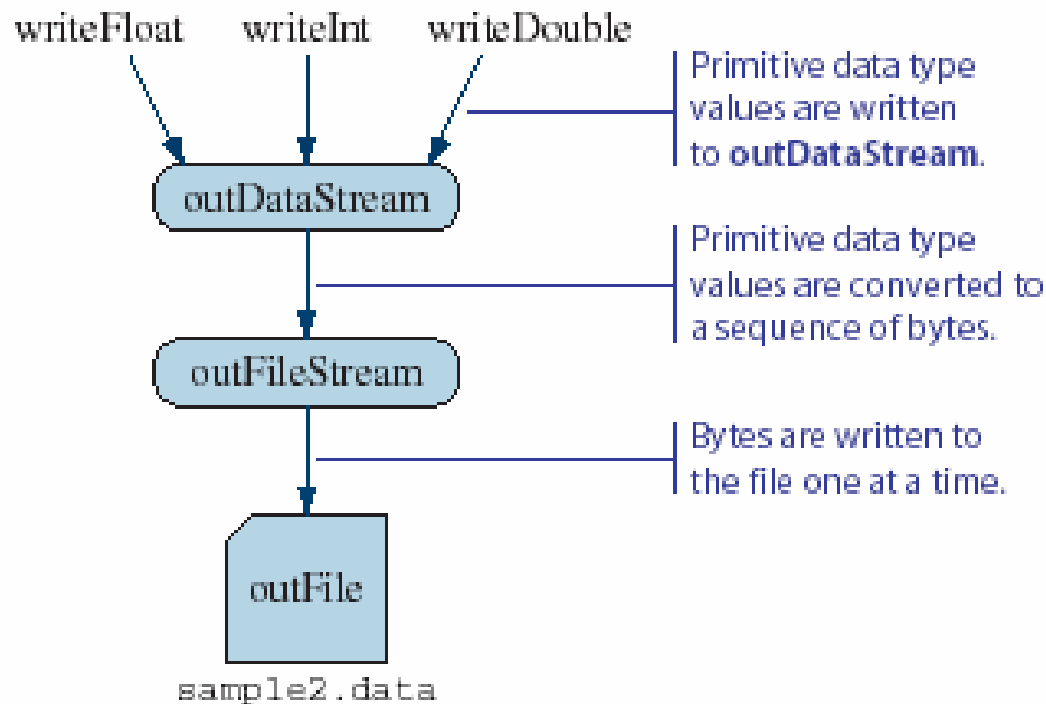 writeFloat writeInt writeDouble
Primitive data type
values are written
to outDataStream.
outDataStream
Primitive data type
values are converted to
a sequence of bytes.
outFileStream
Bytes are written to
the file one at a time.
outFile
sample2.data